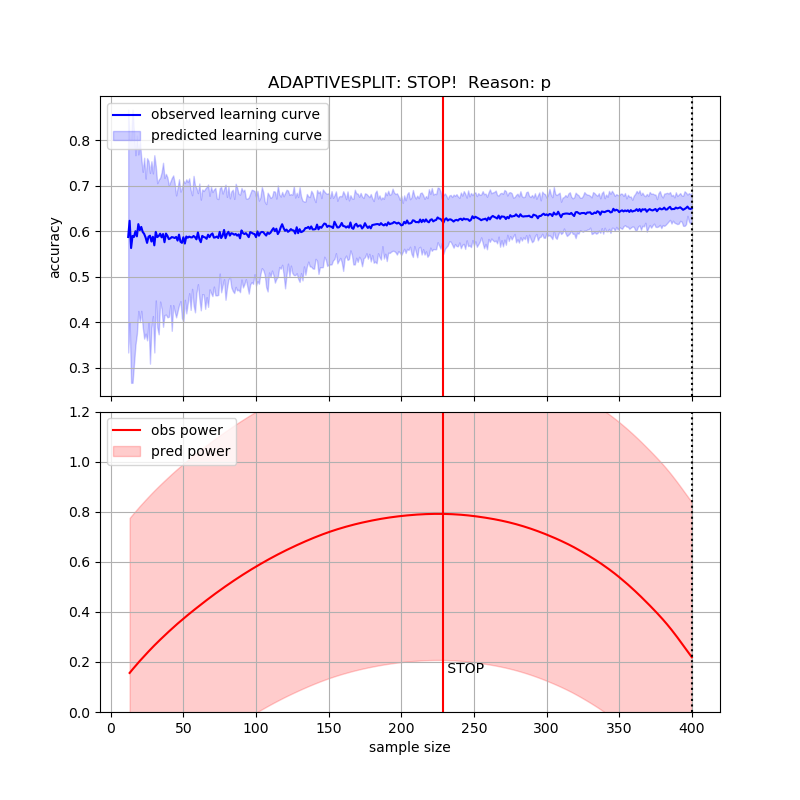 ADAPTIVESPLIT: STOP!  Reason: p
observed learning curve
predicted learning curve
0.8
0.7
0.6
0.5
0.4
0.3
accuracy
obs power
pred power
1.2
1.0
0.8
0.6
0.4
0.2
0.0
STOP
0 50 100 150 200 250 300 350 400
sample size